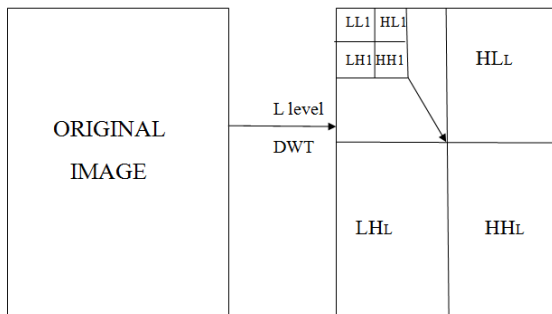 LL1 HL1
LH1 HH1
HLL
L level
DWT
ORIGINAL
IMAGE
LHL
HHL